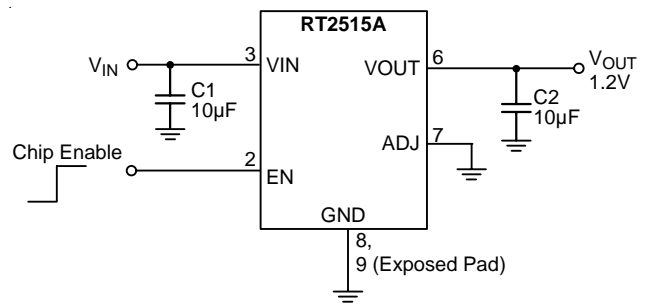 RT2515A
VIN
3
VIN
C1
10µF
VOUT
6
VOUT
1.2V
C2
10µF
ADJ
7
Chip Enable
2
EN
GND
8,
9 (Exposed Pad)